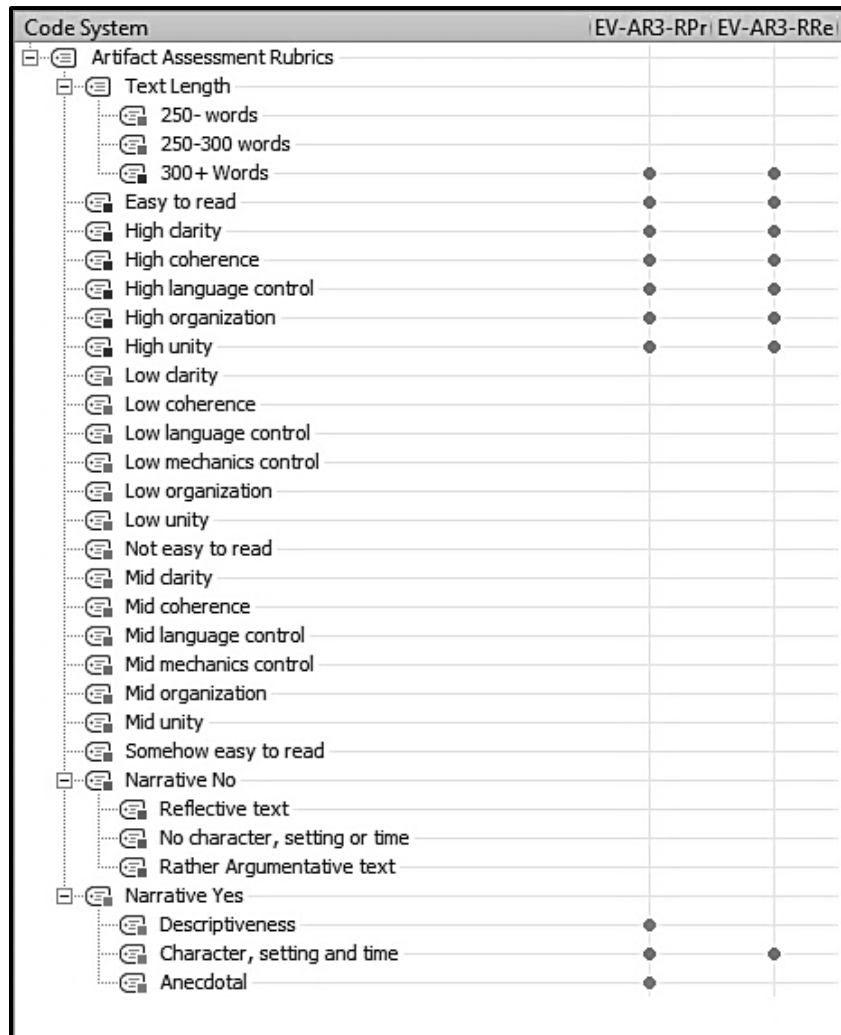 Code System EV-AR3-RPr EV-AR3-RRe
Artifact Assessment Rubrics
Text Length
250- words
250-300 words
300+ Words
Easy to read
High clarity
High coherence
High language control
High organization
High unity
Low clarity
Low coherence
Low language control
Low mechanics control
Low organization
Low unity
Not easy to read
Mid clarity
Mid coherence
Mid language control
Mid mechanics control
Mid organization
Mid unity
Somehow easy to read
Narrative No
Reflective text
No character, setting or time
Rather Argumentative text
Narrative Yes
Descriptiveness
Character, setting and time
Anecdotal